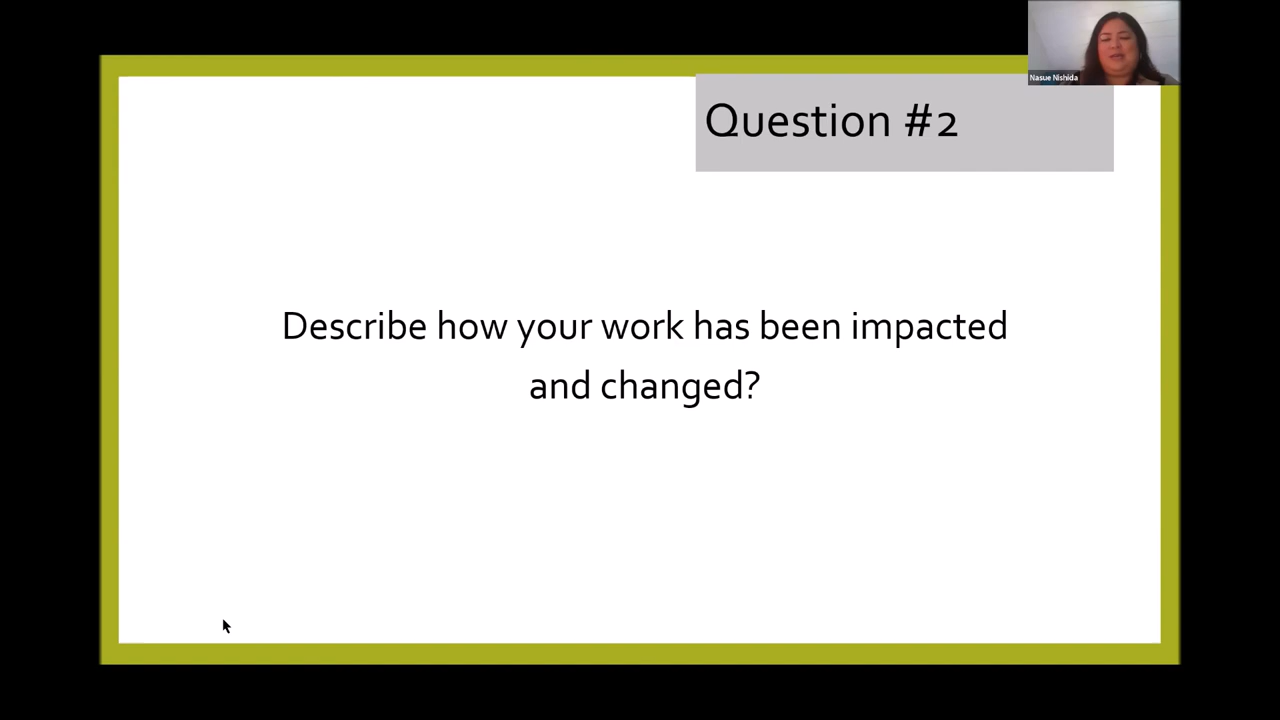 Nasue Nishida
Question #2
Describe how your work has been impacted
and changed?